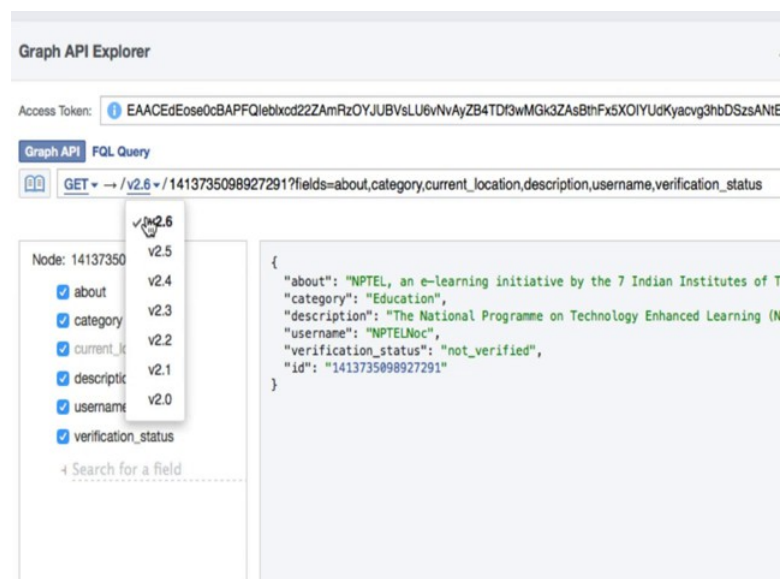 Graph API Explorer
Access Token:
Graph API FQL Query
GET → / v2.6 / 1413735098927291?fields=about,category,current_location,description,username,verification_status
v2.6
v2.5
v2.4
v2.3
v2.2
v2.1
v2.0
Node: 14137350
about
category
current_lo
descriptio
username
verification_status
Search for a field
{
"about": "NPTEL, an e-learning initiative by the 7 Indian Institutes of T
"category": "Education",
"description": "The National Programme on Technology Enhanced Learning (N
"username": "NPTELNoc",
"verification_status": "not_verified",
"id": "1413735098927291"
}